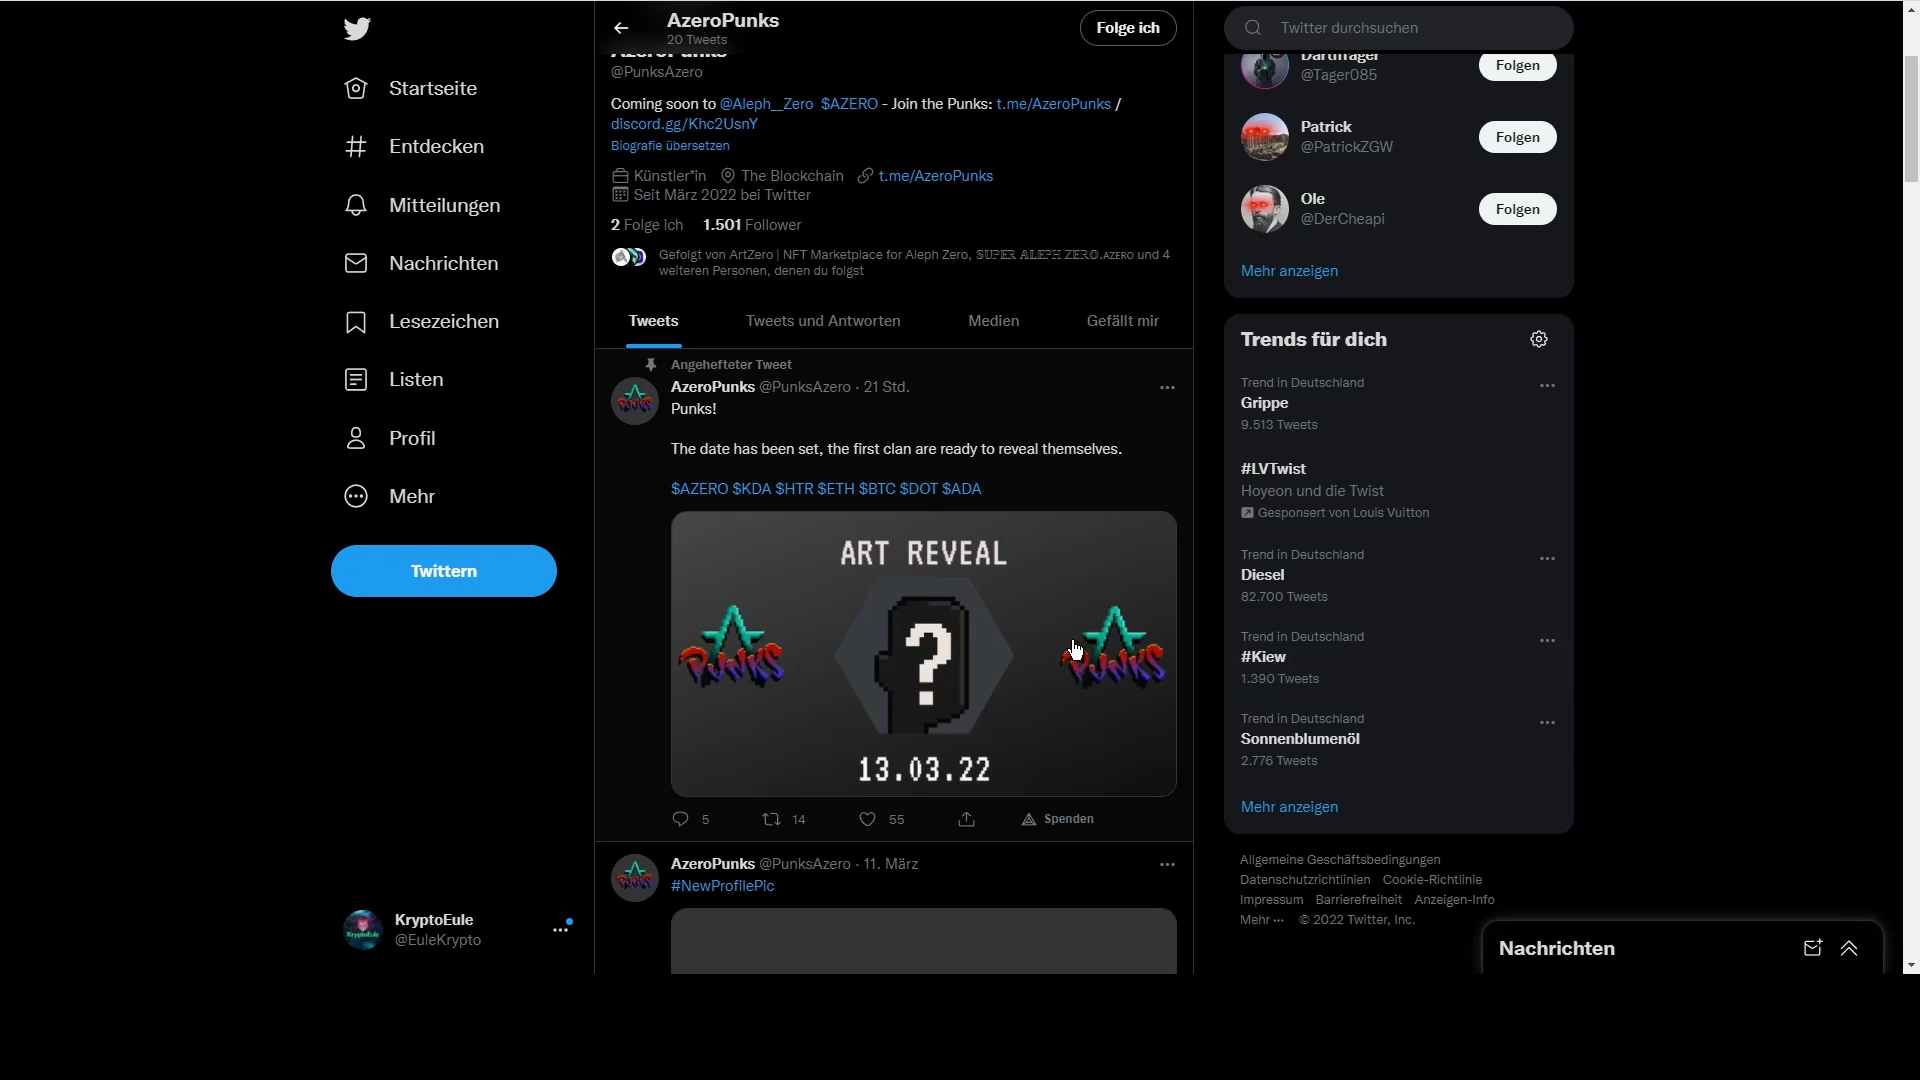 Startseite
Entdecken
Mitteilungen
Nachrichten
Lesezeichen
Listen
Profil
Mehr
Twittern
KryptoEule
@EuleKrypto
AzeroPunks
20 Tweets
Folge ich
AzeroPunks
@PunksAzero
Coming soon to @Aleph__Zero $AZERO - Join the Punks: t.me/AzeroPunks /
discord.gg/Khc2UsnY
Biografie übersetzen
Künstler*in The Blockchain t.me/AzeroPunks
Seit März 2022 bei Twitter
2 Folge ich 1.501 Follower
Gefolgt von ArtZero | NFT Marketplace for Aleph Zero, 𝕊𝕌ℙ𝔼ℝ 𝔸𝕃𝔼ℙℍ ℤ𝔼ℝ𝕆.ᴀᴢᴇʀᴏ und 4
weiteren Personen, denen du folgst
Tweets Tweets und Antworten Medien Gefällt mir
Angehefteter Tweet
AzeroPunks @PunksAzero · 21 Std.
Punks!
The date has been set, the first clan are ready to reveal themselves.
$AZERO $KDA $HTR $ETH $BTC $DOT $ADA
ART REVEAL
PUNKS
?
PUNKS
13.03.22
5 14 55 Spenden
AzeroPunks @PunksAzero · 11. März
#NewProfilePic
Twitter durchsuchen
DarthTager
@Tager085
Folgen
Patrick
@PatrickZGW
Folgen
Ole
@DerCheapi
Folgen
Mehr anzeigen
Trends für dich
Trend in Deutschland
Grippe
9.513 Tweets
#LVTwist
Hoyeon und die Twist
Gesponsert von Louis Vuitton
Trend in Deutschland
Diesel
82.700 Tweets
Trend in Deutschland
#Kiew
1.390 Tweets
Trend in Deutschland
Sonnenblumenöl
2.776 Tweets
Mehr anzeigen
Allgemeine Geschäftsbedingungen
Datenschutzrichtlinien Cookie-Richtlinie
Impressum Barrierefreiheit Anzeigen-Info
Mehr ··· © 2022 Twitter, Inc.
Nachrichten